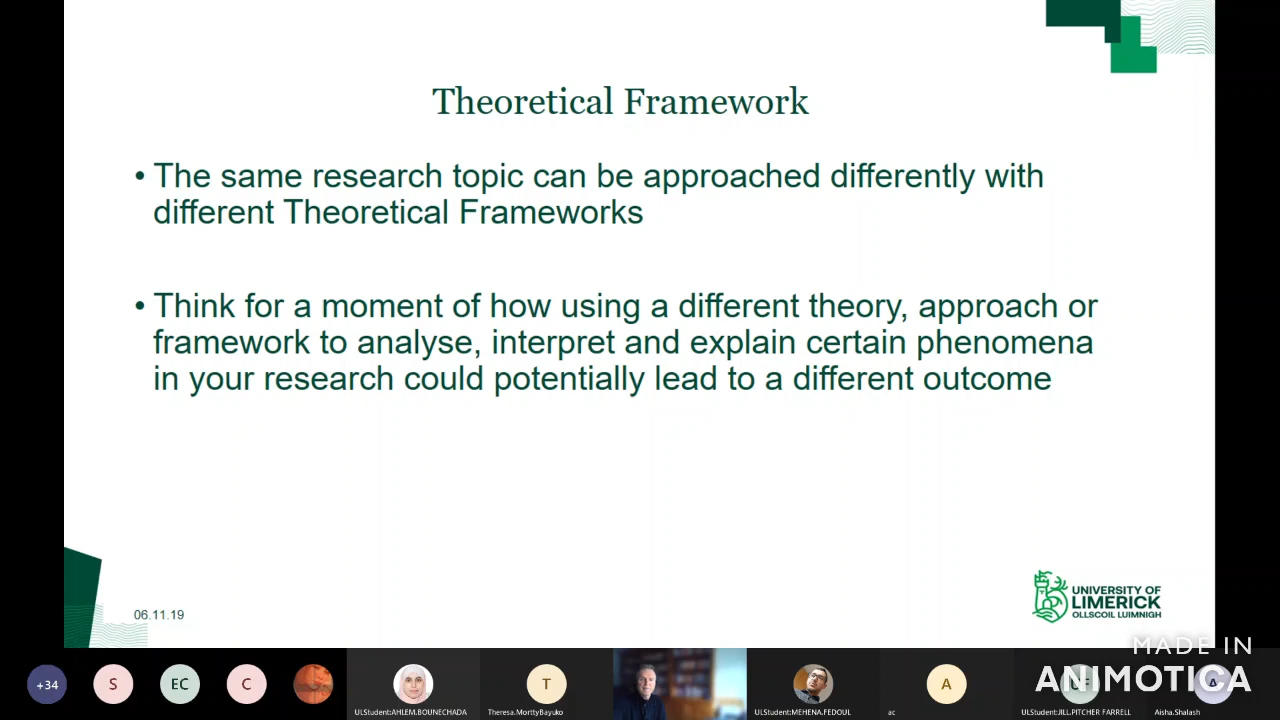 Theoretical Framework
• The same research topic can be approached differently with
different Theoretical Frameworks
• Think for a moment of how using a different theory, approach or
framework to analyse, interpret and explain certain phenomena
in your research could potentially lead to a different outcome
06.11.19
UNIVERSITY OF
LIMERICK
OLLSCOIL LUIMNIGH
MADE IN
ANIMOTICA
+34
S
EC
C
T
A
A
ULStudent:AHLEM.BOUNECHADA
Theresa.MorttyBayuko
ULStudent:MEHENA.FEDOUL
ac
ULStudent:JILL.PITCHER FARRELL
Aisha.Shalash